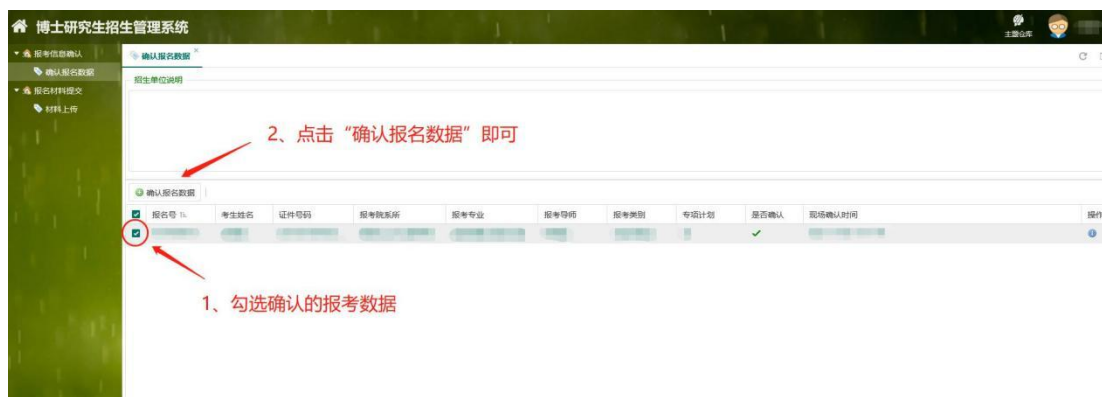 博士研究生招生管理系统
主题仓库
报考信息确认
确认报名数据
报名材料提交
材料上传
确认报名数据
招生单位说明
2、点击“确认报名数据”即可
确认报名数据
报名号 考生姓名 证件号码 报考院系所 报考专业 报考导师 报考类别 专项计划 是否确认 现场确认时间 操作
1、勾选确认的报考数据